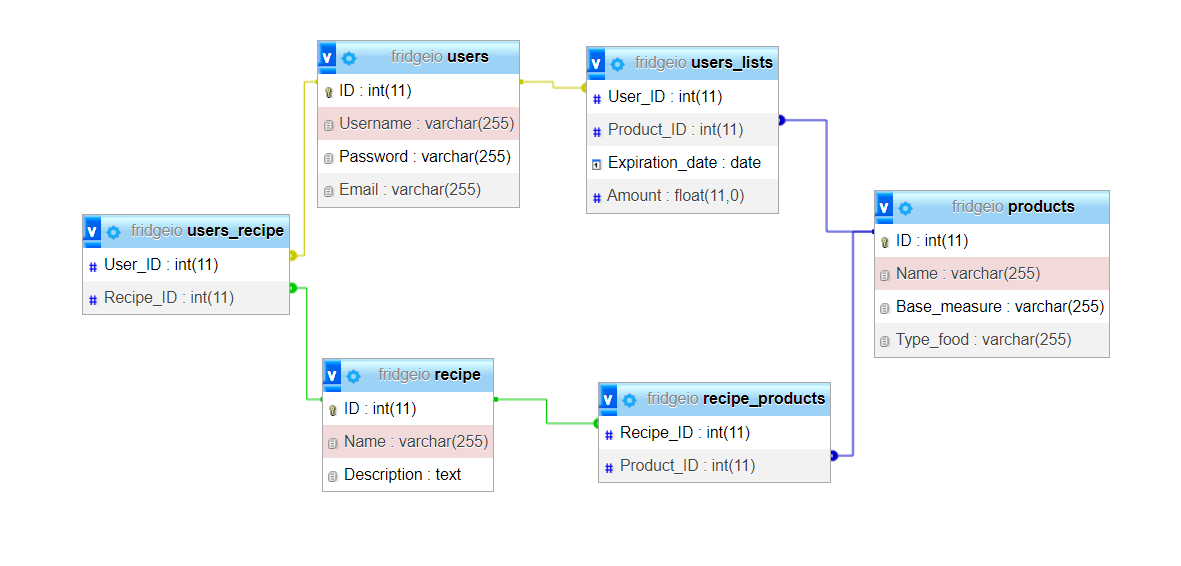 v fridgeio users
ID : int(11)
Username : varchar(255)
Password : varchar(255)
Email : varchar(255)
v fridgeio users_lists
# User_ID : int(11)
# Product_ID : int(11)
1 Expiration_date : date
# Amount : float(11,0)
v fridgeio products
ID : int(11)
Name : varchar(255)
Base_measure : varchar(255)
Type_food : varchar(255)
v fridgeio users_recipe
# User_ID : int(11)
# Recipe_ID : int(11)
v fridgeio recipe
ID : int(11)
Name : varchar(255)
Description : text
v fridgeio recipe_products
# Recipe_ID : int(11)
# Product_ID : int(11)